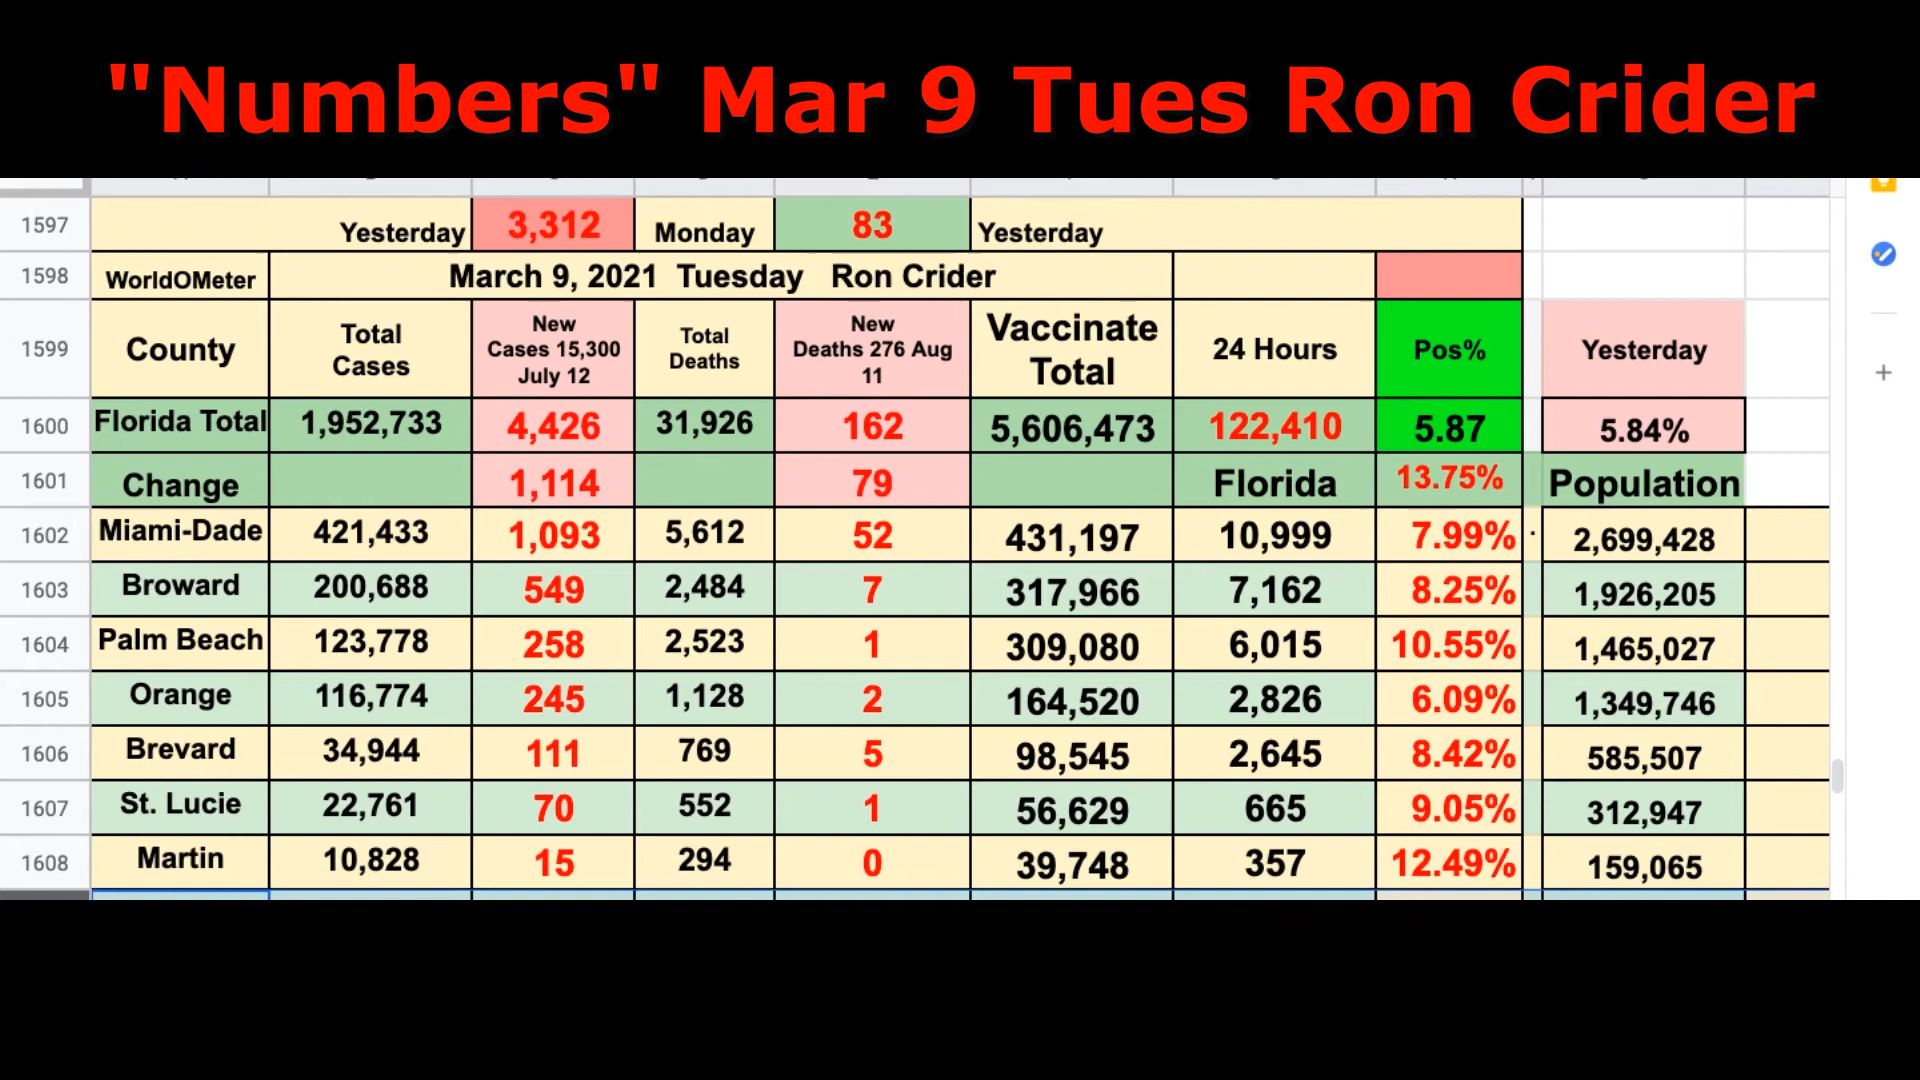 "Numbers" Mar 9 Tues Ron Crider
1597 Yesterday 3,312 Monday 83 Yesterday
1598 WorldOMeter March 9, 2021 Tuesday Ron Crider
1599 County Total Cases New Cases 15,300 July 12 Total Deaths New Deaths 276 Aug 11 Vaccinate Total 24 Hours Pos% Yesterday
1600 Florida Total 1,952,733 4,426 31,926 162 5,606,473 122,410 5.87 5.84%
1601 Change 1,114 79 Florida 13.75% Population
1602 Miami-Dade 421,433 1,093 5,612 52 431,197 10,999 7.99% . 2,699,428
1603 Broward 200,688 549 2,484 7 317,966 7,162 8.25% 1,926,205
1604 Palm Beach 123,778 258 2,523 1 309,080 6,015 10.55% 1,465,027
1605 Orange 116,774 245 1,128 2 164,520 2,826 6.09% 1,349,746
1606 Brevard 34,944 111 769 5 98,545 2,645 8.42% 585,507
1607 St. Lucie 22,761 70 552 1 56,629 665 9.05% 312,947
1608 Martin 10,828 15 294 0 39,748 357 12.49% 159,065